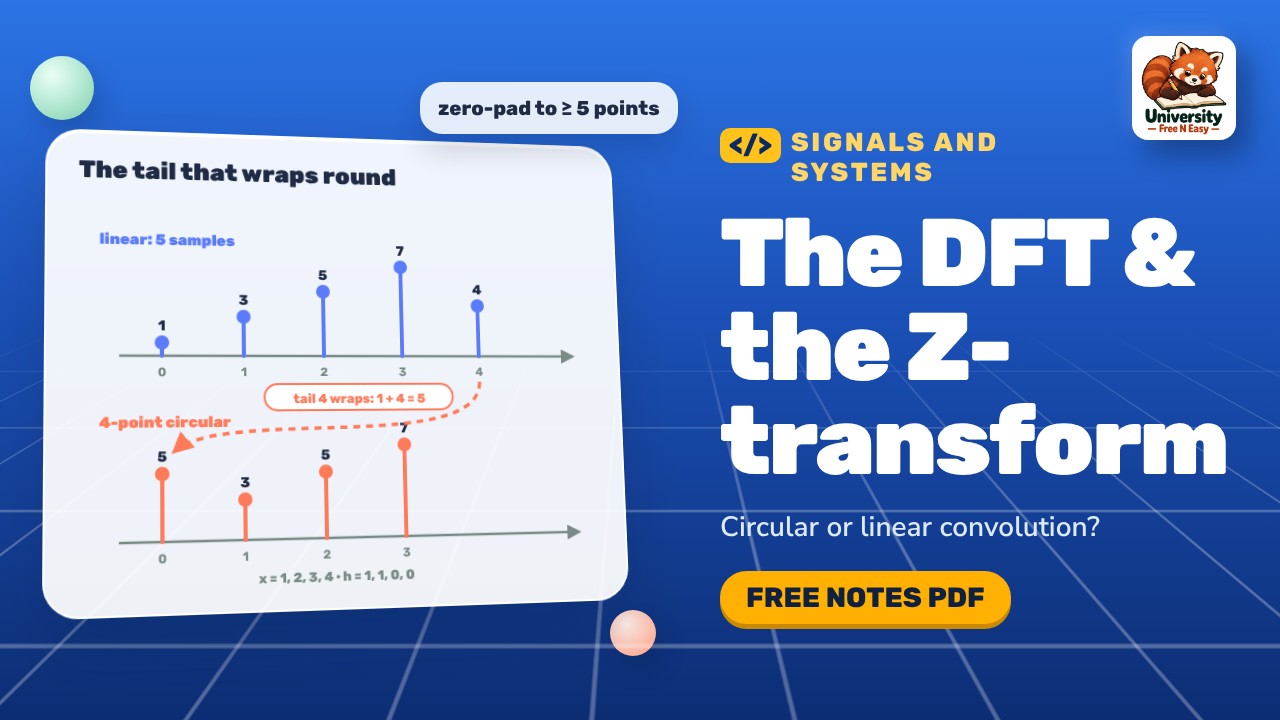 zero-pad to ≥ 5 points
The tail that wraps round
linear: 5 samples
1
3
5
7
4
0
1
2
3
4
tail 4 wraps: 1 + 4 = 5
4-point circular
5
3
5
7
0
1
2
3
x = 1, 2, 3, 4 · h = 1, 1, 0, 0
University
Free N Easy
</> SIGNALS AND
SYSTEMS
The DFT &
the Z-
transform
Circular or linear convolution?
FREE NOTES PDF